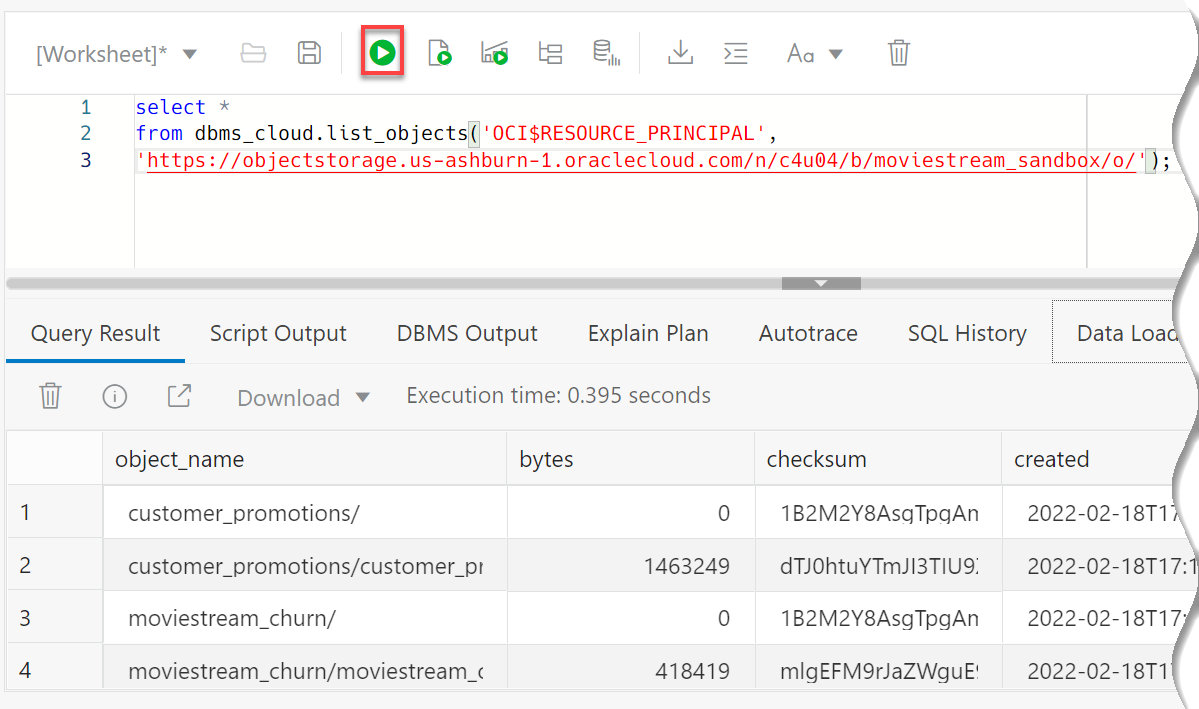 [Worksheet]*
Aa
1 select *
2 from dbms_cloud.list_objects('OCI$RESOURCE_PRINCIPAL',
3 'https://objectstorage.us-ashburn-1.oraclecloud.com/n/c4u04/b/moviestream_sandbox/o/');
Query Result Script Output DBMS Output Explain Plan Autotrace SQL History Data Load
Download Execution time: 0.395 seconds
object_name bytes checksum created
1 customer_promotions/ 0 1B2M2Y8AsgTpgAm 2022-02-18T17
2 customer_promotions/customer_pr 1463249 dTJ0htuYTmJI3TIU9 2022-02-18T17:1
3 moviestream_churn/ 0 1B2M2Y8AsgTpgAm 2022-02-18T17:
4 moviestream_churn/moviestream_c 418419 mlgEFM9rJaZWguE 2022-02-18T1